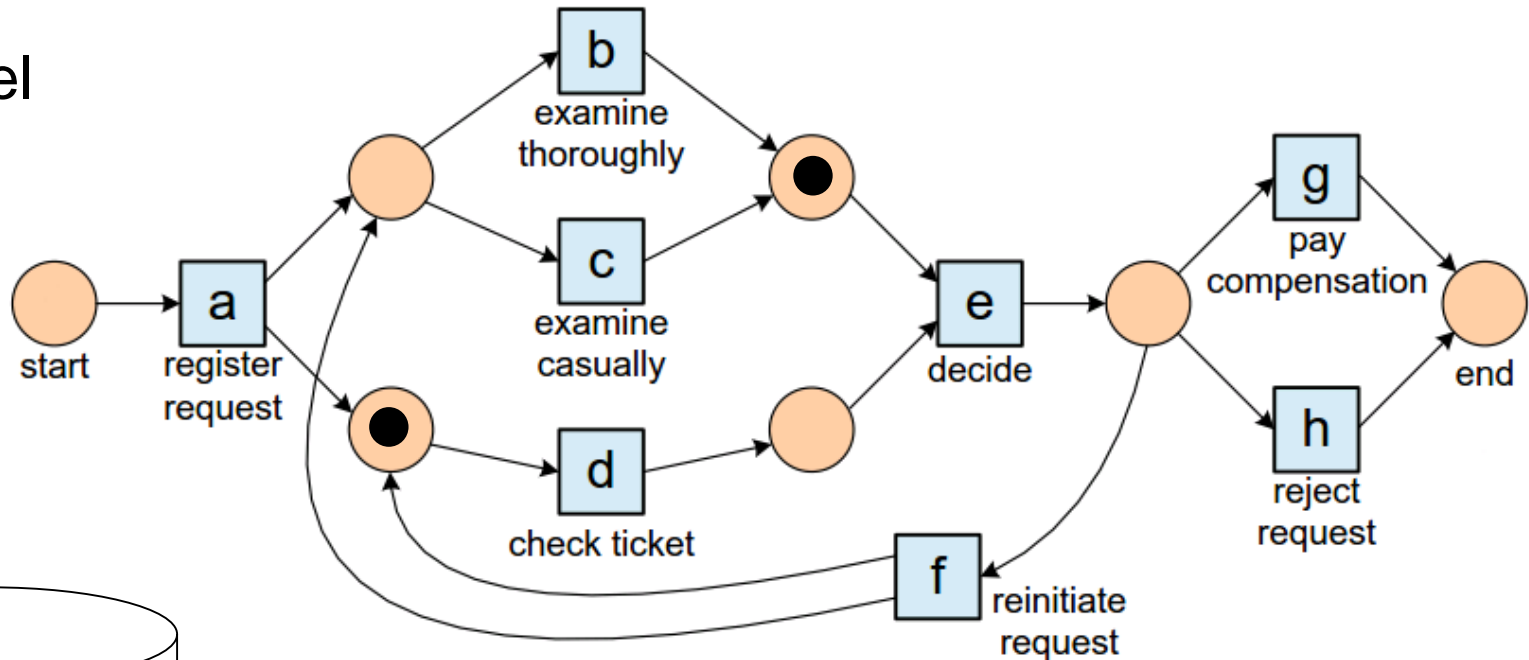 el
b
examine
thoroughly
g
pay
compensation
c
examine
casually
start
a
register
request
e
decide
end
d
check ticket
h
reject
request
f
reinitiate
request